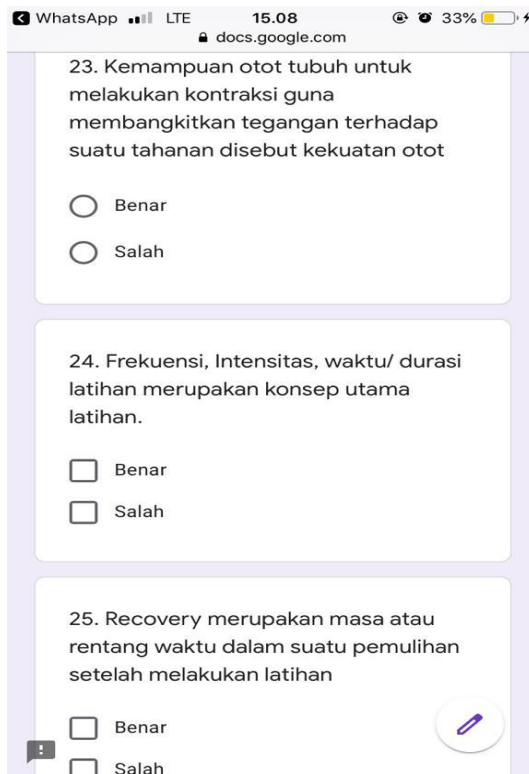 WhatsApp LTE 15.08 33%
docs.google.com
23. Kemampuan otot tubuh untuk
melakukan kontraksi guna
membangkitkan tegangan terhadap
suatu tahanan disebut kekuatan otot
Benar
Salah
24. Frekuensi, Intensitas, waktu/ durasi
latihan merupakan konsep utama
latihan.
Benar
Salah
25. Recovery merupakan masa atau
rentang waktu dalam suatu pemulihan
setelah melakukan latihan
Benar
Salah